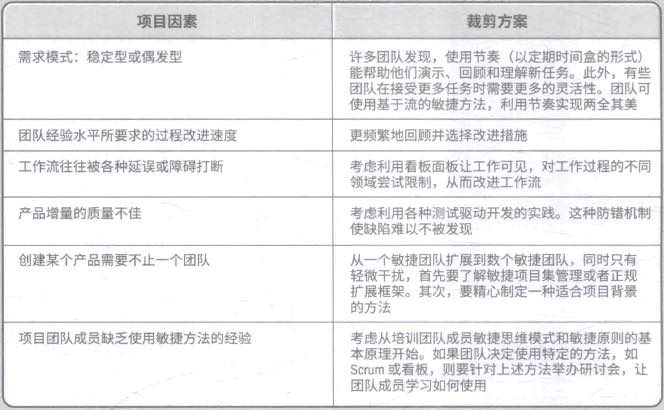 项目因素
裁剪方案
需求模式：稳定型或偶发型
许多团队发现，使用节奏（以定期时间盒的形式）
能帮助他们演示、回顾和理解新任务。此外，有些
团队在接受更多任务时需要更多的灵活性。团队可
使用基于流的敏捷方法，利用节奏实现两全其美
团队经验水平所要求的过程改进速度
更频繁地回顾并选择改进措施
工作流往往被各种延误或障碍打断
考虑利用看板面板让工作可见，对工作过程的不同
领域尝试限制，从而改进工作流
产品增量的质量不佳
考虑利用各种测试驱动开发的实践。这种防错机制
使缺陷难以不被发现
创建某个产品需要不止一个团队
从一个敏捷团队扩展到数个敏捷团队，同时只有
轻微干扰，首先要了解敏捷项目集管理或者正规
扩展框架。其次，要精心制定一种适合项目背景
的方法
项目团队成员缺乏使用敏捷方法的经验
考虑从培训团队成员敏捷思维模式和敏捷原则的基
本原理开始。如果团队决定使用特定的方法，如
Scrum 或看板，则要针对上述方法举办研讨会，让
团队成员学习如何使用